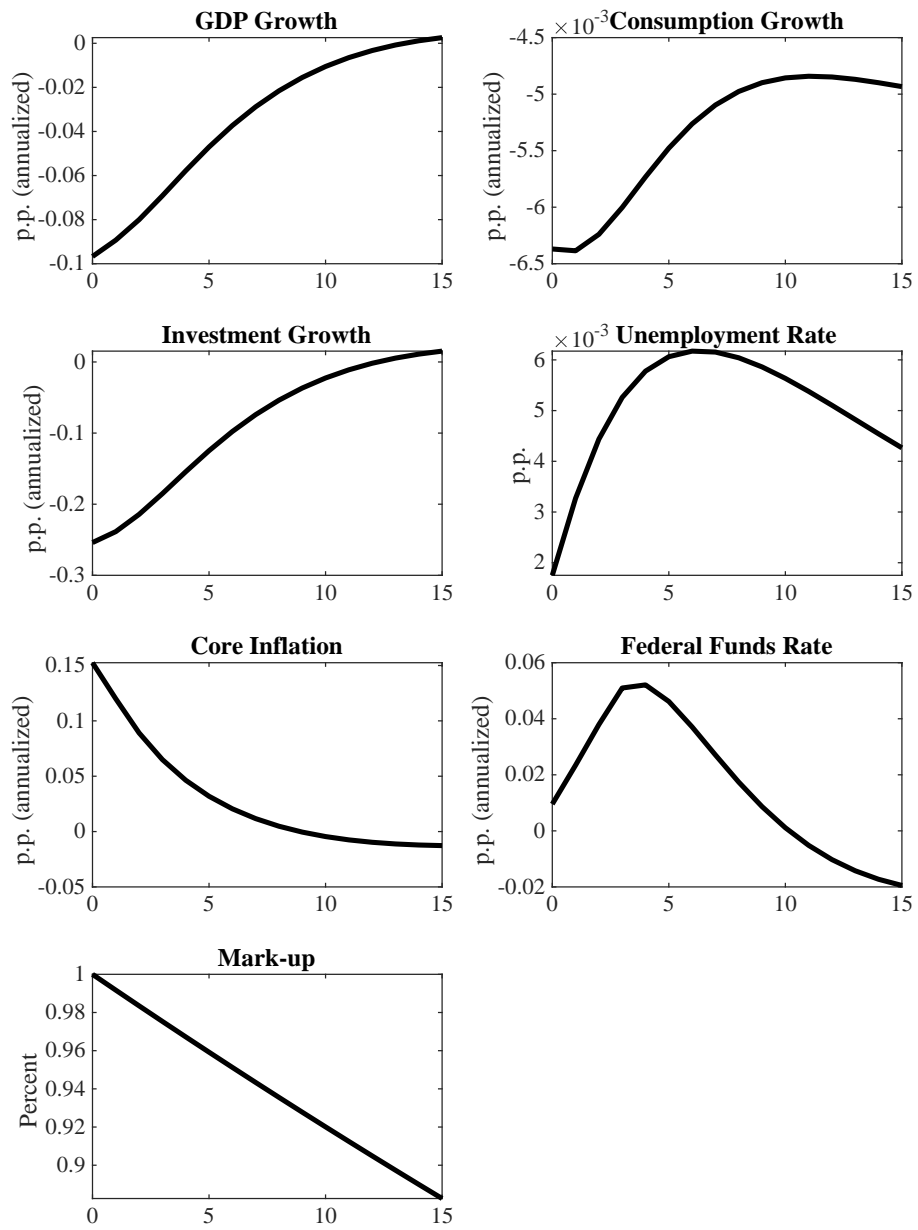 GDP Growth
p.p. (annualized)
0
-0.02
-0.04
-0.06
-0.08
-0.1
0 5 10 15
×10⁻³ Consumption Growth
p.p. (annualized)
-4.5
-5
-5.5
-6
-6.5
0 5 10 15
Investment Growth
p.p. (annualized)
0
-0.1
-0.2
-0.3
0 5 10 15
×10⁻³ Unemployment Rate
p.p.
6
5
4
3
2
0 5 10 15
Core Inflation
p.p. (annualized)
0.15
0.1
0.05
0
-0.05
0 5 10 15
Federal Funds Rate
p.p. (annualized)
0.06
0.04
0.02
0
-0.02
0 5 10 15
Mark-up
Percent
1
0.98
0.96
0.94
0.92
0.9
0 5 10 15